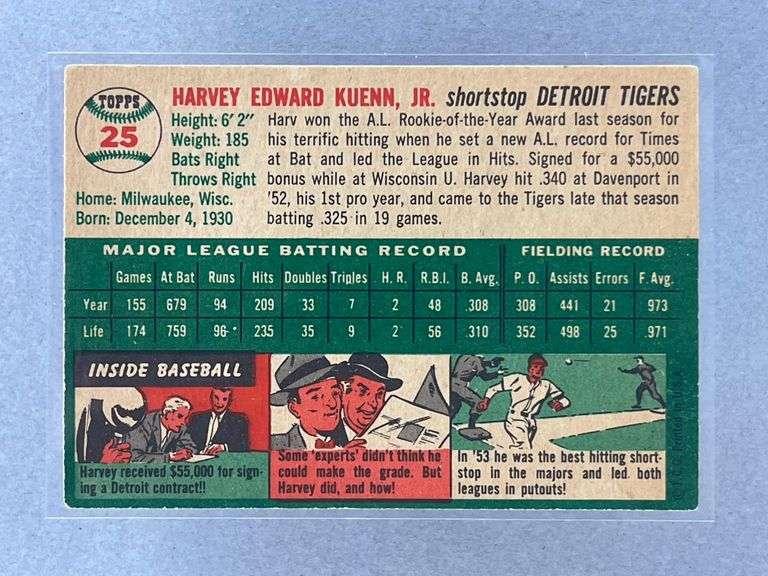 TOPPS
25
HARVEY EDWARD KUENN, JR. shortstop DETROIT TIGERS
Height: 6'2"
Weight: 185
Bats Right
Throws Right
Home: Milwaukee, Wisc.
Born: December 4, 1930
Harv won the A.L. Rookie-of-the-Year Award last season for
his terrific hitting when he set a new A.L. record for Times
at Bat and led the League in Hits. Signed for a $55,000
bonus while at Wisconsin U. Harvey hit .340 at Davenport in
'52, his 1st pro year, and came to the Tigers late that season
batting .325 in 19 games.
MAJOR LEAGUE BATTING RECORD FIELDING RECORD
Games At Bat Runs Hits Doubles Triples H. R. R.B.I. B. Avg. P. O. Assists Errors F. Avg.
Year 155 679 94 209 33 7 2 48 .308 308 441 21 .973
Life 174 759 96 235 35 9 2 56 .310 352 498 25 .971
INSIDE BASEBALL
Harvey received $55,000 for sign-
ing a Detroit contract!!
Some 'experts' didn't think he
could make the grade. But
Harvey did, and how!
In '53 he was the best hitting short-
stop in the majors and led both
leagues in putouts!
© T. C. G. Printed in U.S.A.